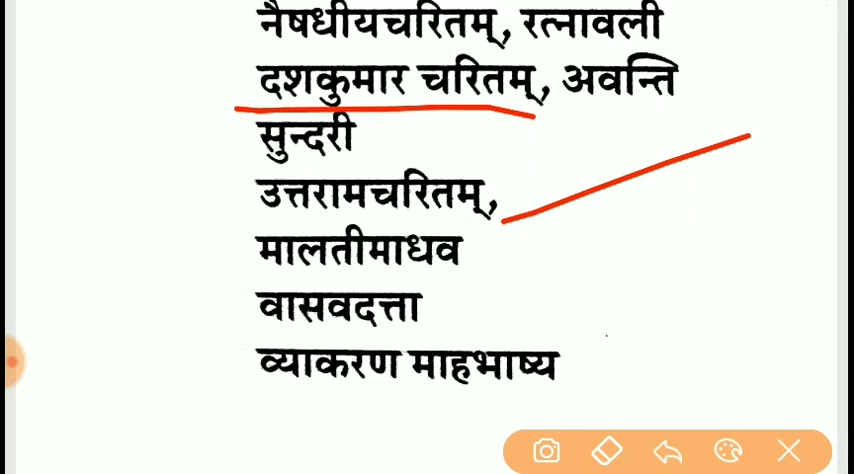 नैषधीयचरितम्, रत्नावली
दशकुमार चरितम्, अवन्ति
सुन्दरी
उत्तरामचरितम्,
मालतीमाधव
वासवदत्ता
व्याकरण माहभाष्य